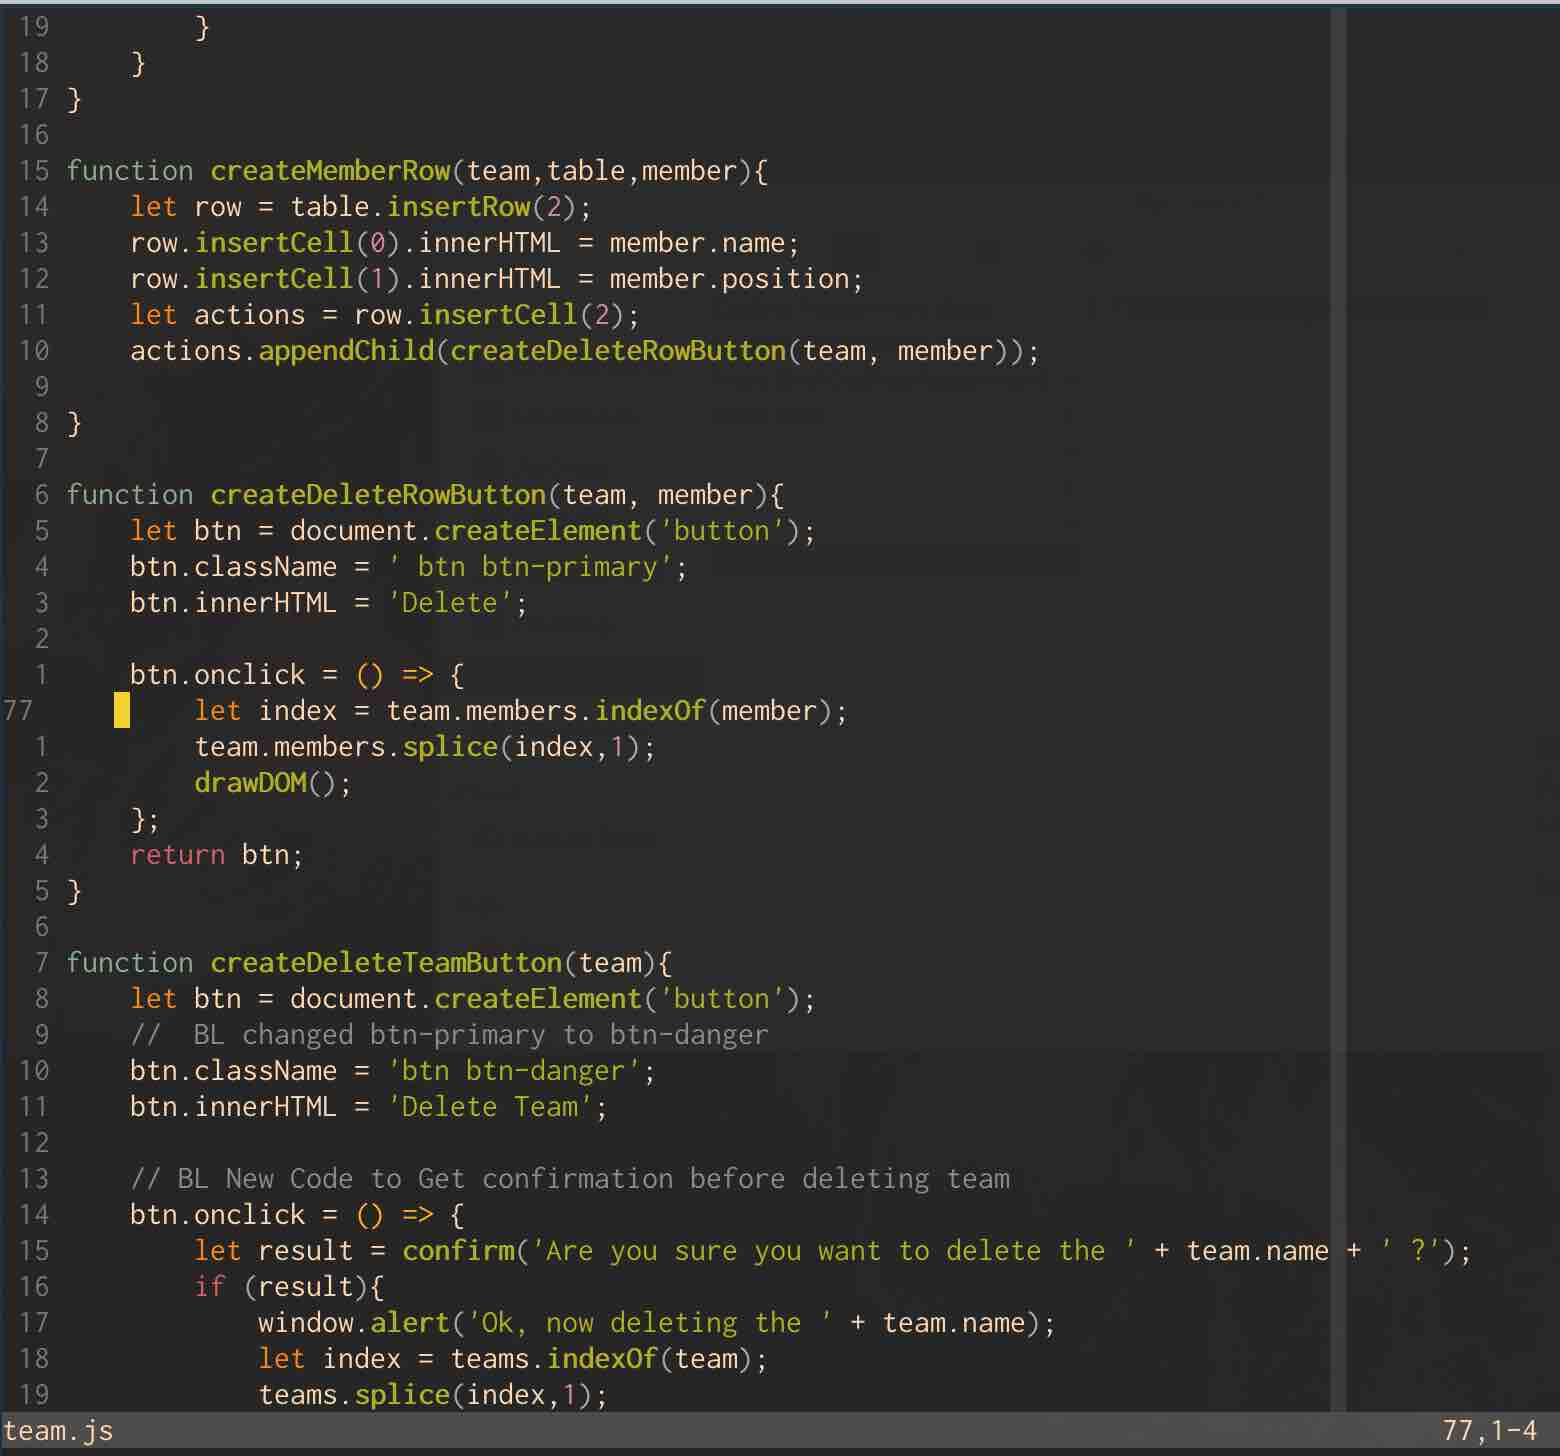 19         }
18     }
17 }
16
15 function createMemberRow(team,table,member){
14     let row = table.insertRow(2);
13     row.insertCell(0).innerHTML = member.name;
12     row.insertCell(1).innerHTML = member.position;
11     let actions = row.insertCell(2);
10     actions.appendChild(createDeleteRowButton(team, member));
9
8 }
7
6 function createDeleteRowButton(team, member){
5     let btn = document.createElement('button');
4     btn.className = ' btn btn-primary';
3     btn.innerHTML = 'Delete';
2
1     btn.onclick = () => {
77         let index = team.members.indexOf(member);
1         team.members.splice(index,1);
2         drawDOM();
3     };
4     return btn;
5 }
6
7 function createDeleteTeamButton(team){
8     let btn = document.createElement('button');
9     //  BL changed btn-primary to btn-danger
10     btn.className = 'btn btn-danger';
11     btn.innerHTML = 'Delete Team';
12
13     // BL New Code to Get confirmation before deleting team
14     btn.onclick = () => {
15         let result = confirm('Are you sure you want to delete the ' + team.name + ' ?');
16         if (result){
17             window.alert('Ok, now deleting the ' + team.name);
18             let index = teams.indexOf(team);
19             teams.splice(index,1);
team.js 77,1-4